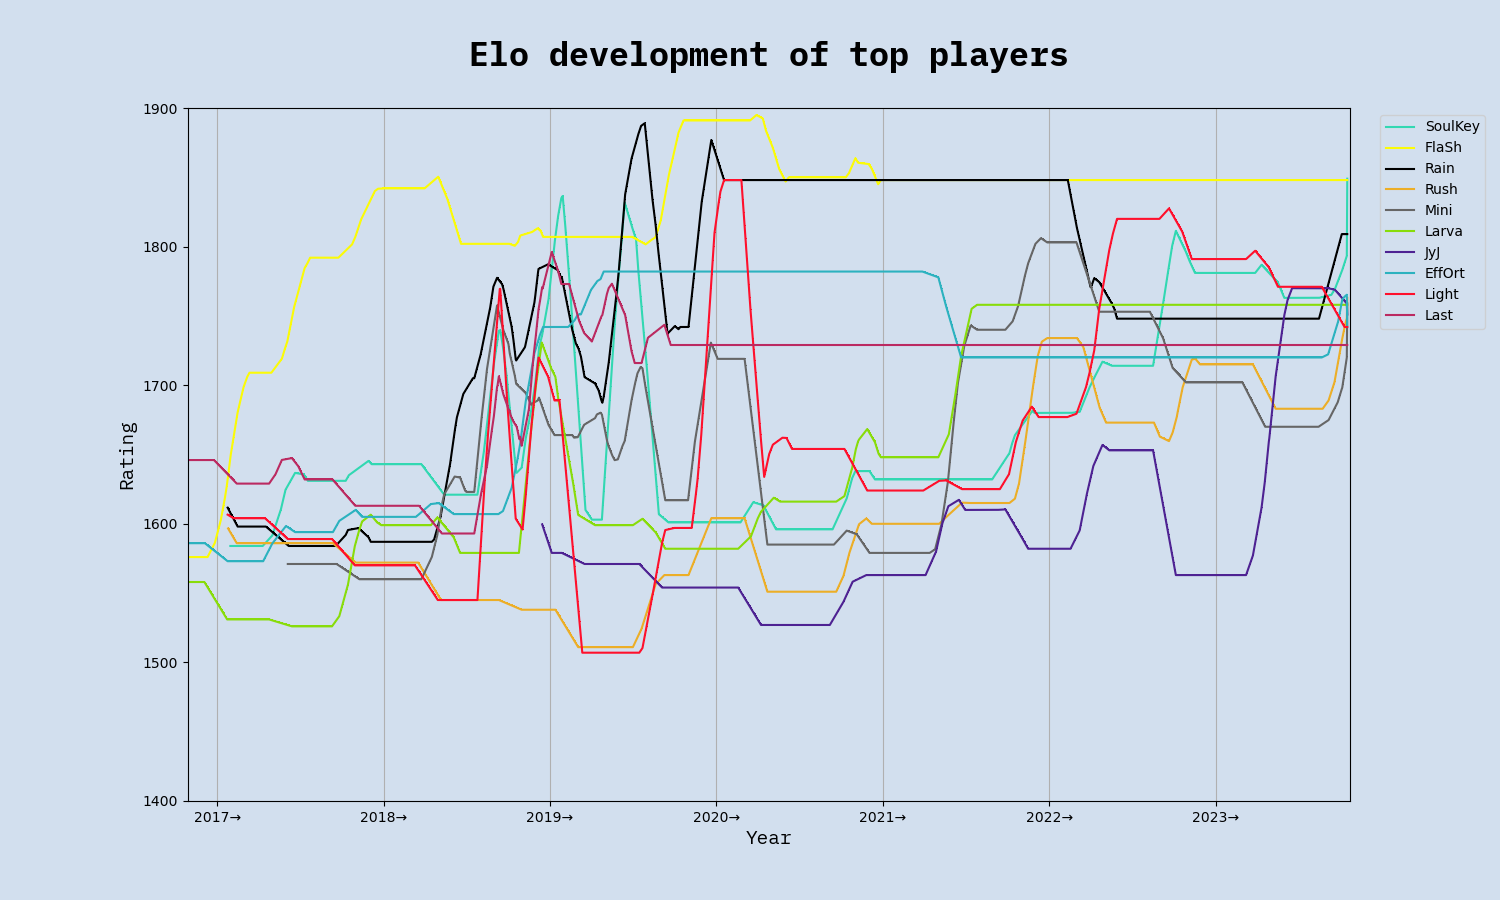 Elo development of top players
1900
1800
1700
1600
1500
1400
Rating
2017→ 2018→ 2019→ 2020→ 2021→ 2022→ 2023→
Year
SoulKey
FlaSh
Rain
Rush
Mini
Larva
JyJ
EffOrt
Light
Last